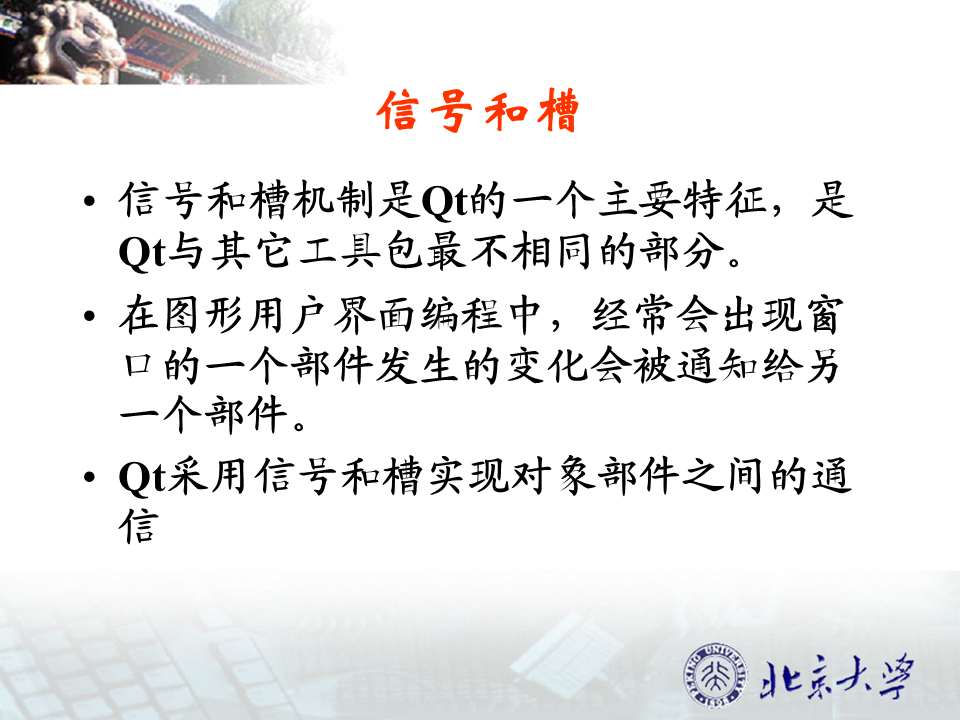 信号和槽
• 信号和槽机制是Qt的一个主要特征，是
Qt与其它工具包最不相同的部分。
• 在图形用户界面编程中，经常会出现窗
口的一个部件发生的变化会被通知给另
一个部件。
• Qt采用信号和槽实现对象部件之间的通
信
PEKING UNIVERSITY
1898
北京大学